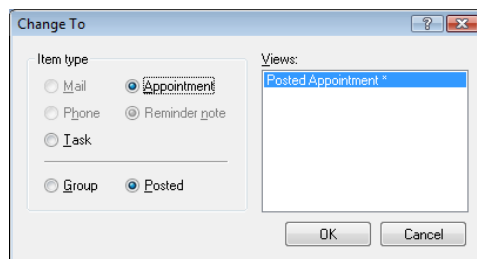 Change To
Item type
Mail
Appointment
Phone
Reminder note
Task
Group
Posted
Views:
Posted Appointment *
OK
Cancel